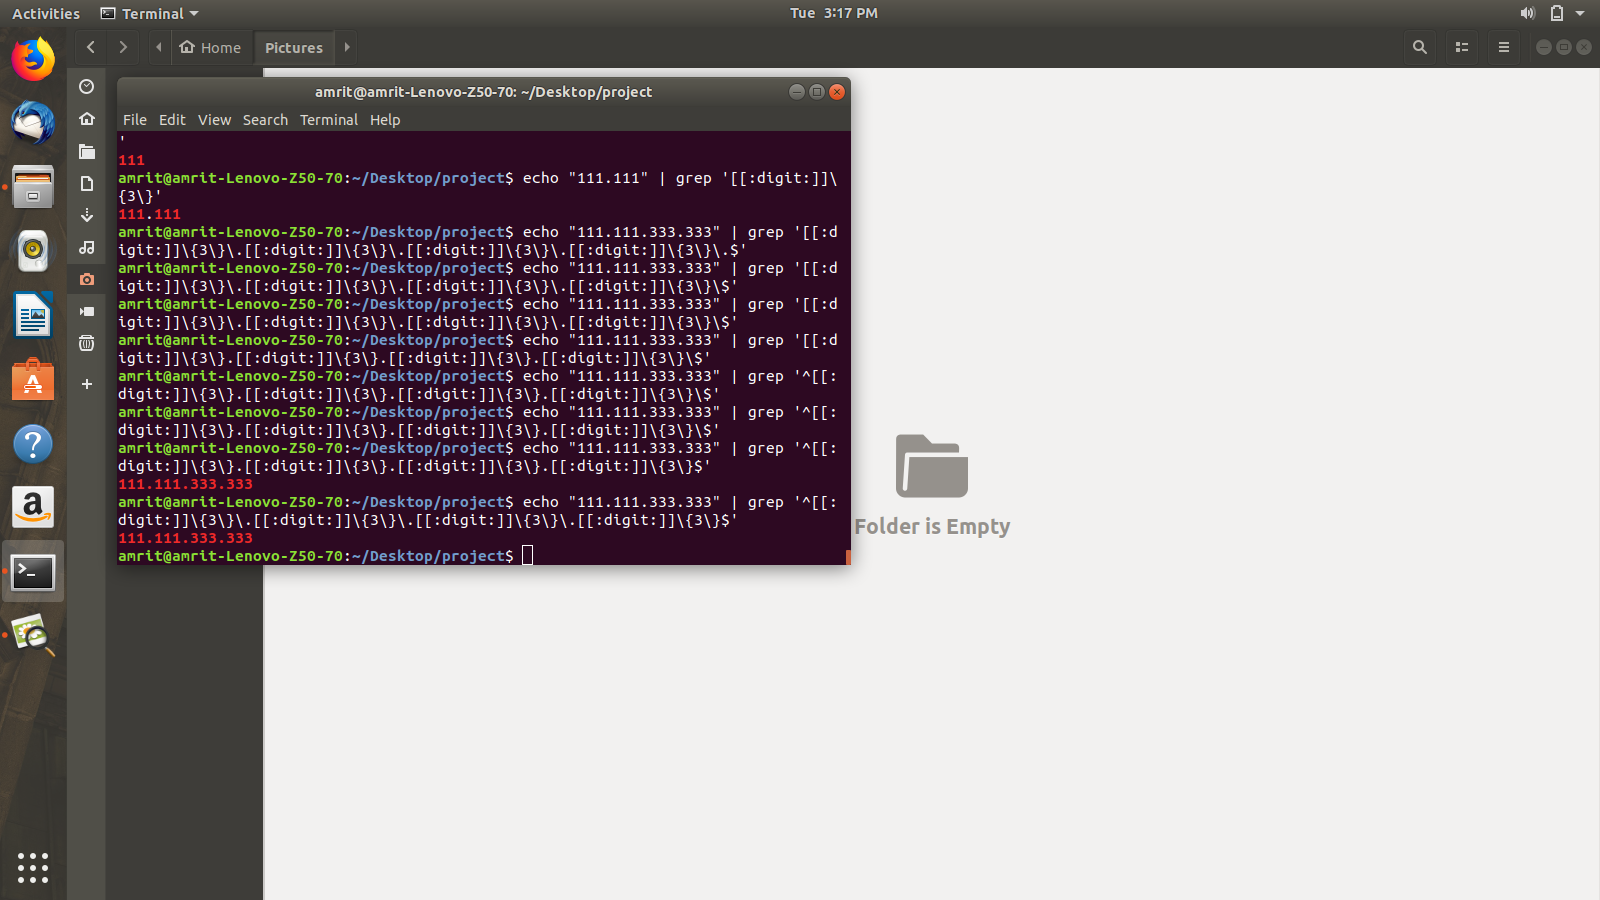 Activities Terminal Tue 3:17 PM
Home Pictures
amrit@amrit-Lenovo-Z50-70: ~/Desktop/project
File Edit View Search Terminal Help
'
111
amrit@amrit-Lenovo-Z50-70:~/Desktop/project$ echo "111.111" | grep '[[:digit:]]\
{3\}'
111.111
amrit@amrit-Lenovo-Z50-70:~/Desktop/project$ echo "111.111.333.333" | grep '[[:d
igit:]]\{3\}\.[[:digit:]]\{3\}\.[[:digit:]]\{3\}\.[[:digit:]]\{3\}\.$'
amrit@amrit-Lenovo-Z50-70:~/Desktop/project$ echo "111.111.333.333" | grep '[[:d
igit:]]\{3\}\.[[:digit:]]\{3\}\.[[:digit:]]\{3\}\.[[:digit:]]\{3\}\$'
amrit@amrit-Lenovo-Z50-70:~/Desktop/project$ echo "111.111.333.333" | grep '[[:d
igit:]]\{3\}\.[[:digit:]]\{3\}\.[[:digit:]]\{3\}\.[[:digit:]]\{3\}\$'
amrit@amrit-Lenovo-Z50-70:~/Desktop/project$ echo "111.111.333.333" | grep '[[:d
igit:]]\{3\}.[[:digit:]]\{3\}.[[:digit:]]\{3\}.[[:digit:]]\{3\}\$'
amrit@amrit-Lenovo-Z50-70:~/Desktop/project$ echo "111.111.333.333" | grep '^[[:
digit:]]\{3\}.[[:digit:]]\{3\}.[[:digit:]]\{3\}.[[:digit:]]\{3\}\$'
amrit@amrit-Lenovo-Z50-70:~/Desktop/project$ echo "111.111.333.333" | grep '^[[:
digit:]]\{3\}.[[:digit:]]\{3\}.[[:digit:]]\{3\}.[[:digit:]]\{3\}\$'
amrit@amrit-Lenovo-Z50-70:~/Desktop/project$ echo "111.111.333.333" | grep '^[[:
digit:]]\{3\}.[[:digit:]]\{3\}.[[:digit:]]\{3\}.[[:digit:]]\{3\}$'
111.111.333.333
amrit@amrit-Lenovo-Z50-70:~/Desktop/project$ echo "111.111.333.333" | grep '^[[:
digit:]]\{3\}\.[[:digit:]]\{3\}\.[[:digit:]]\{3\}\.[[:digit:]]\{3\}$'
111.111.333.333
amrit@amrit-Lenovo-Z50-70:~/Desktop/project$
Folder is Empty